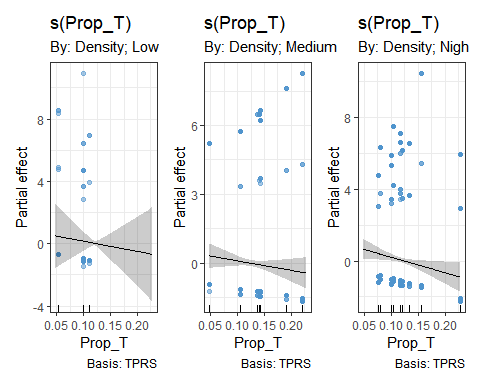 s(Prop_T)
By: Density; Low
Partial effect
8
4
0
-4
0.05 0.10 0.15 0.20
Prop_T
Basis: TPRS
s(Prop_T)
By: Density; Medium
Partial effect
6
3
0
0.05 0.10 0.15 0.20
Prop_T
Basis: TPRS
s(Prop_T)
By: Density; Nigh
Partial effect
8
4
0
0.05 0.10 0.15 0.20
Prop_T
Basis: TPRS